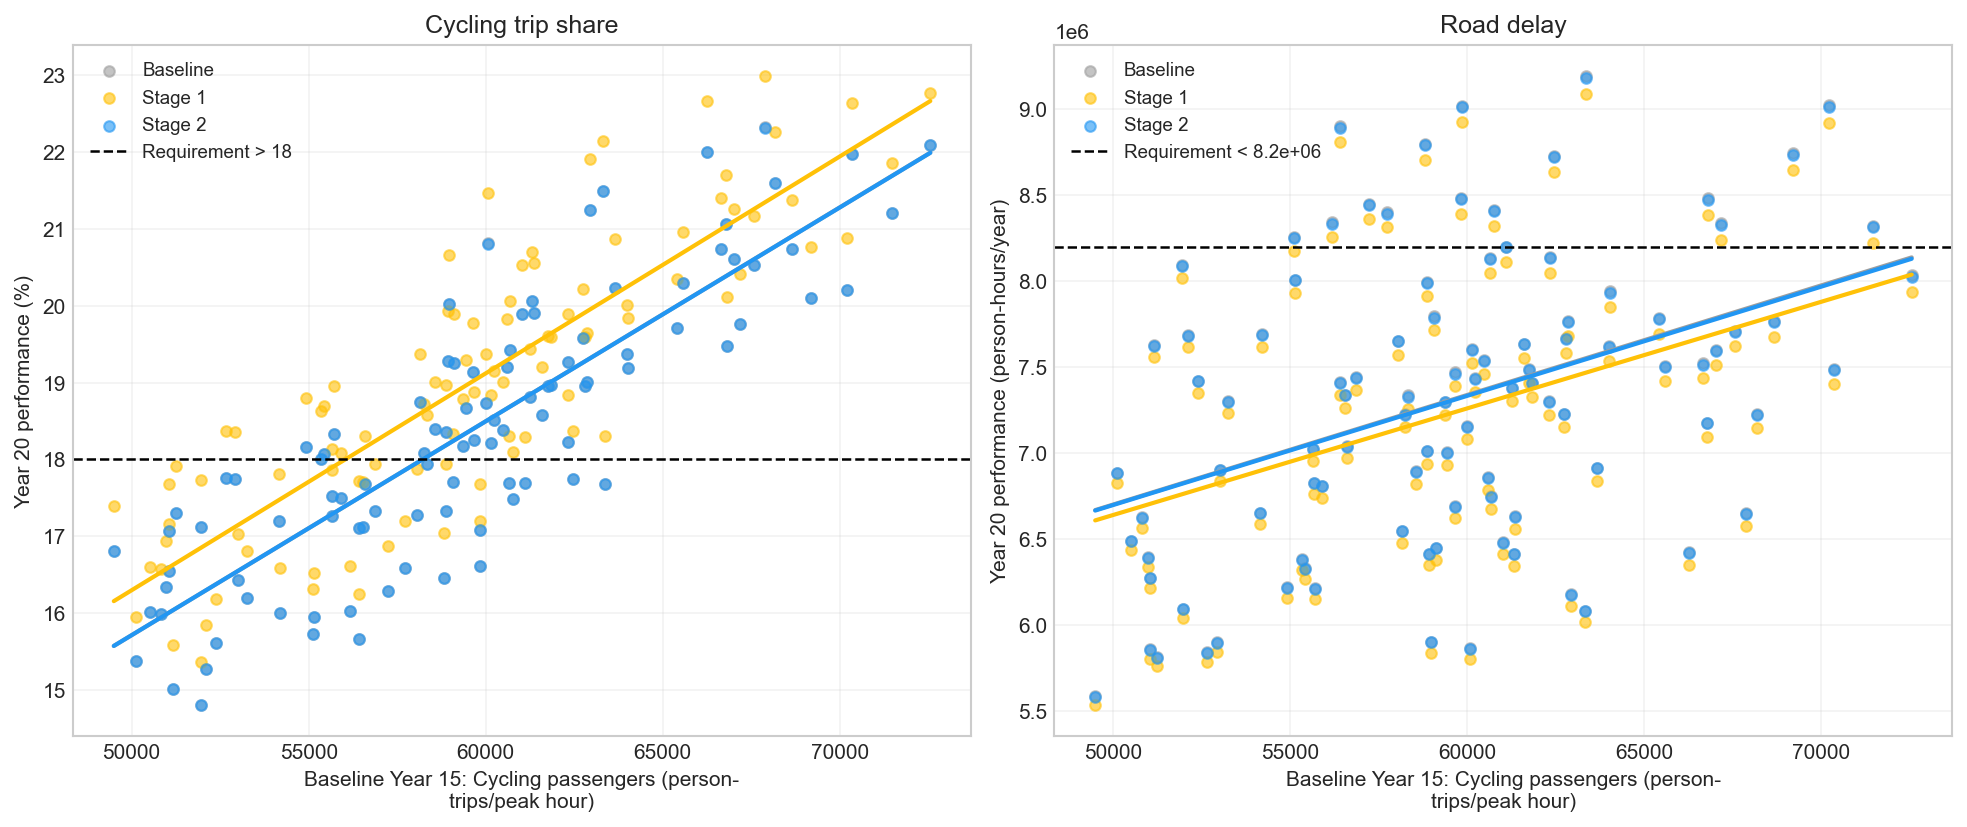 Cycling trip share
Baseline
Stage 1
Stage 2
Requirement > 18
Year 20 performance (%)
23
22
21
20
19
18
17
16
15
50000
55000
60000
65000
70000
Baseline Year 15: Cycling passengers (person-
trips/peak hour)
Road delay
1e6
Baseline
Stage 1
Stage 2
Requirement < 8.2e+06
Year 20 performance (person-hours/year)
9.0
8.5
8.0
7.5
7.0
6.5
6.0
5.5
50000
55000
60000
65000
70000
Baseline Year 15: Cycling passengers (person-
trips/peak hour)